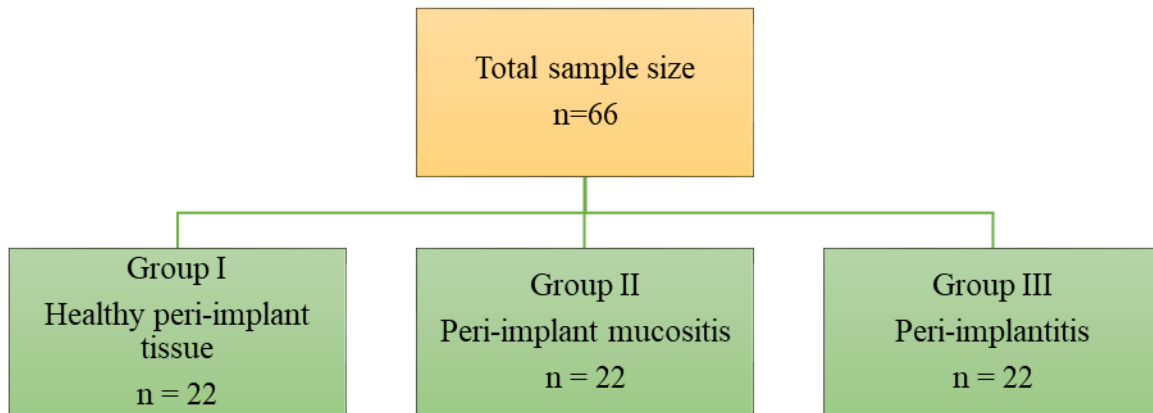 Total sample size
n=66
Group I
Healthy peri-implant
tissue
n = 22
Group II
Peri-implant mucositis
n = 22
Group III
Peri-implantitis
n = 22